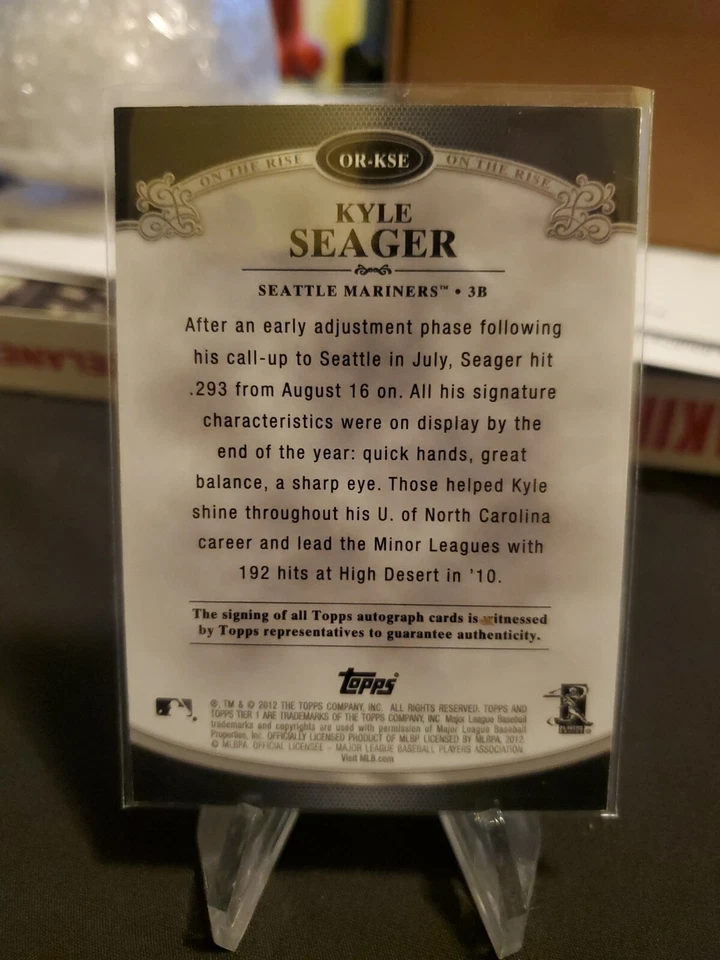 ON THE RISE OR-KSE ON THE RISE
KYLE
SEAGER
SEATTLE MARINERS™ • 3B
After an early adjustment phase following
his call-up to Seattle in July, Seager hit
.293 from August 16 on. All his signature
characteristics were on display by the
end of the year: quick hands, great
balance, a sharp eye. Those helped Kyle
shine throughout his U. of North Carolina
career and lead the Minor Leagues with
192 hits at High Desert in '10.
The signing of all Topps autograph cards is witnessed
by Topps representatives to guarantee authenticity.
topps
®, TM & © 2012 THE TOPPS COMPANY, INC. ALL RIGHTS RESERVED. TOPPS AND
TOPPS TIER 1 ARE TRADEMARKS OF THE TOPPS COMPANY, INC. Major League Baseball
trademarks and copyrights are used with permission of Major League Baseball
Properties, Inc. OFFICIALLY LICENSED PRODUCT OF MLBP LICENSED BY MLBPA, 2012
© MLBPA. OFFICIAL LICENSEE – MAJOR LEAGUE BASEBALL PLAYERS ASSOCIATION
Visit MLB.com